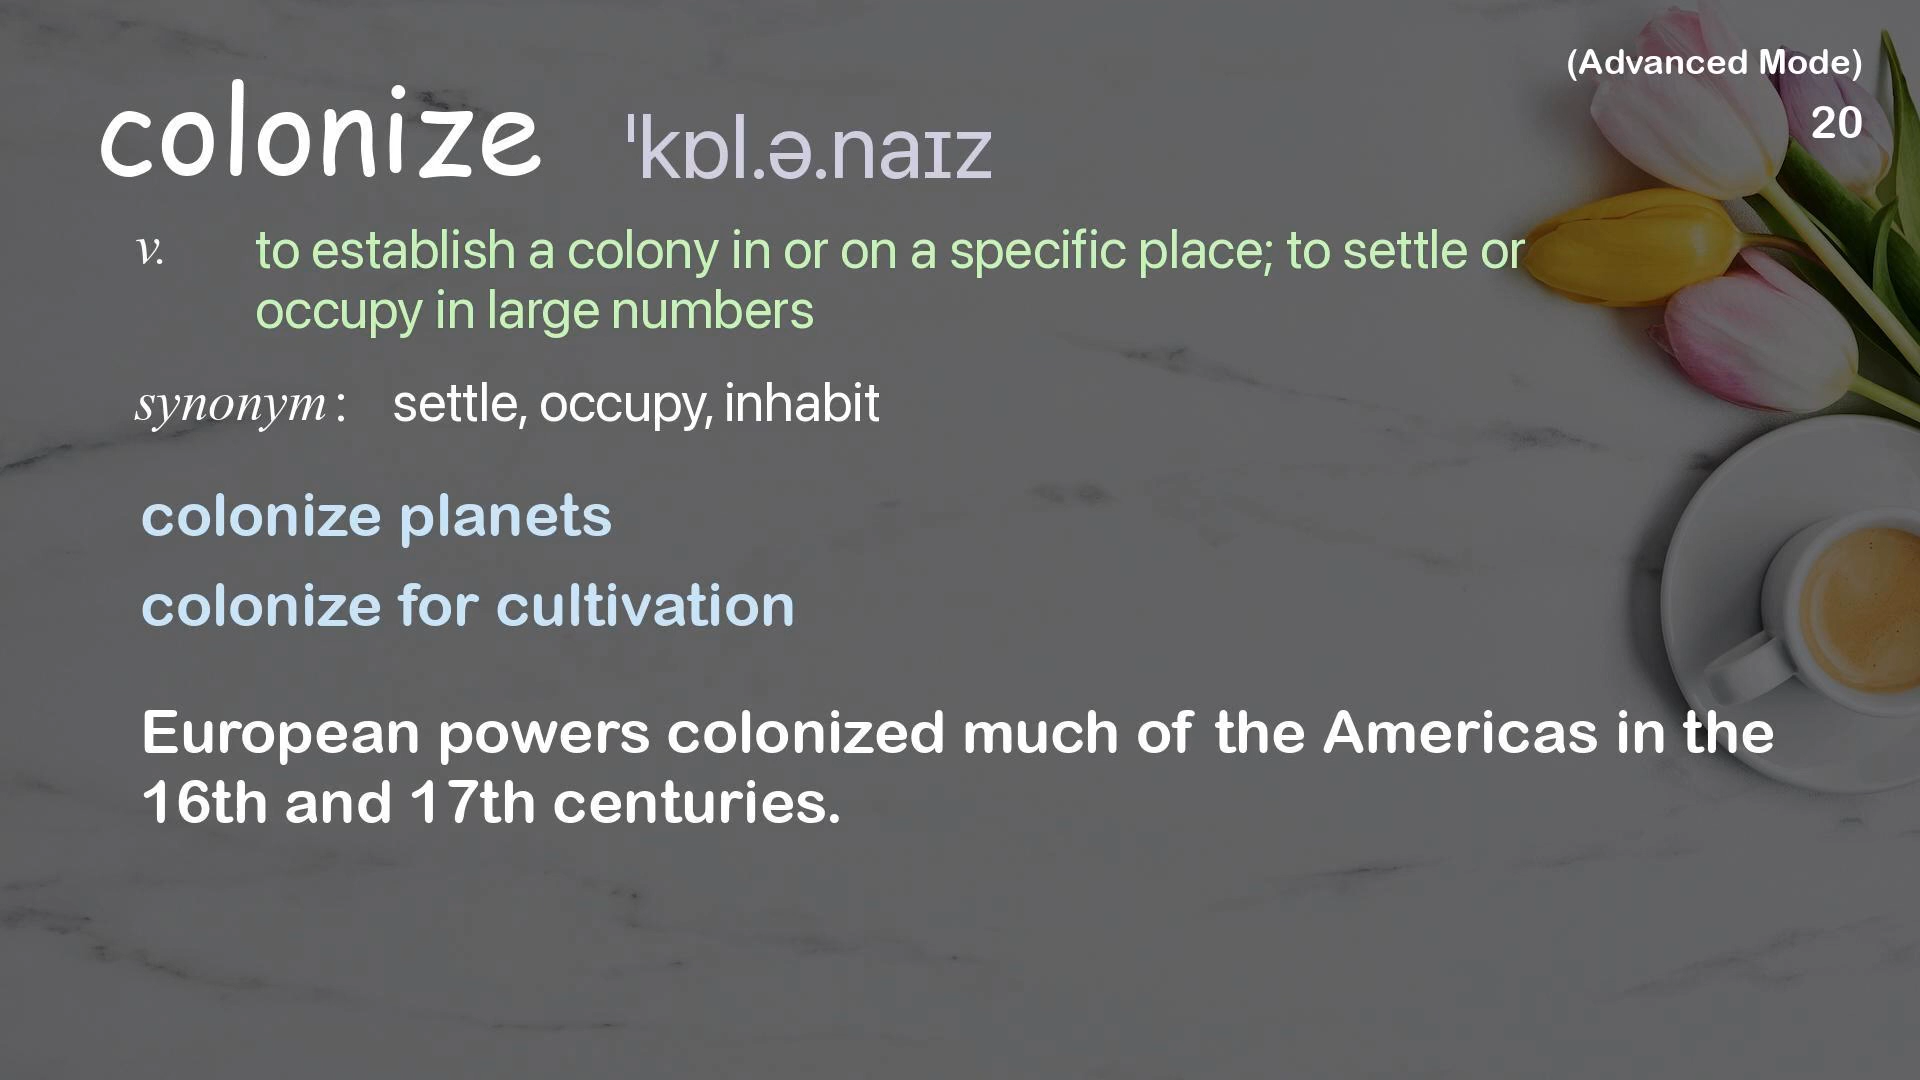 (Advanced Mode)
colonize ˈkɒl.ə.naɪz
20
v. to establish a colony in or on a specific place; to settle or
occupy in large numbers
synonym : settle, occupy, inhabit
colonize planets
colonize for cultivation
European powers colonized much of the Americas in the
16th and 17th centuries.